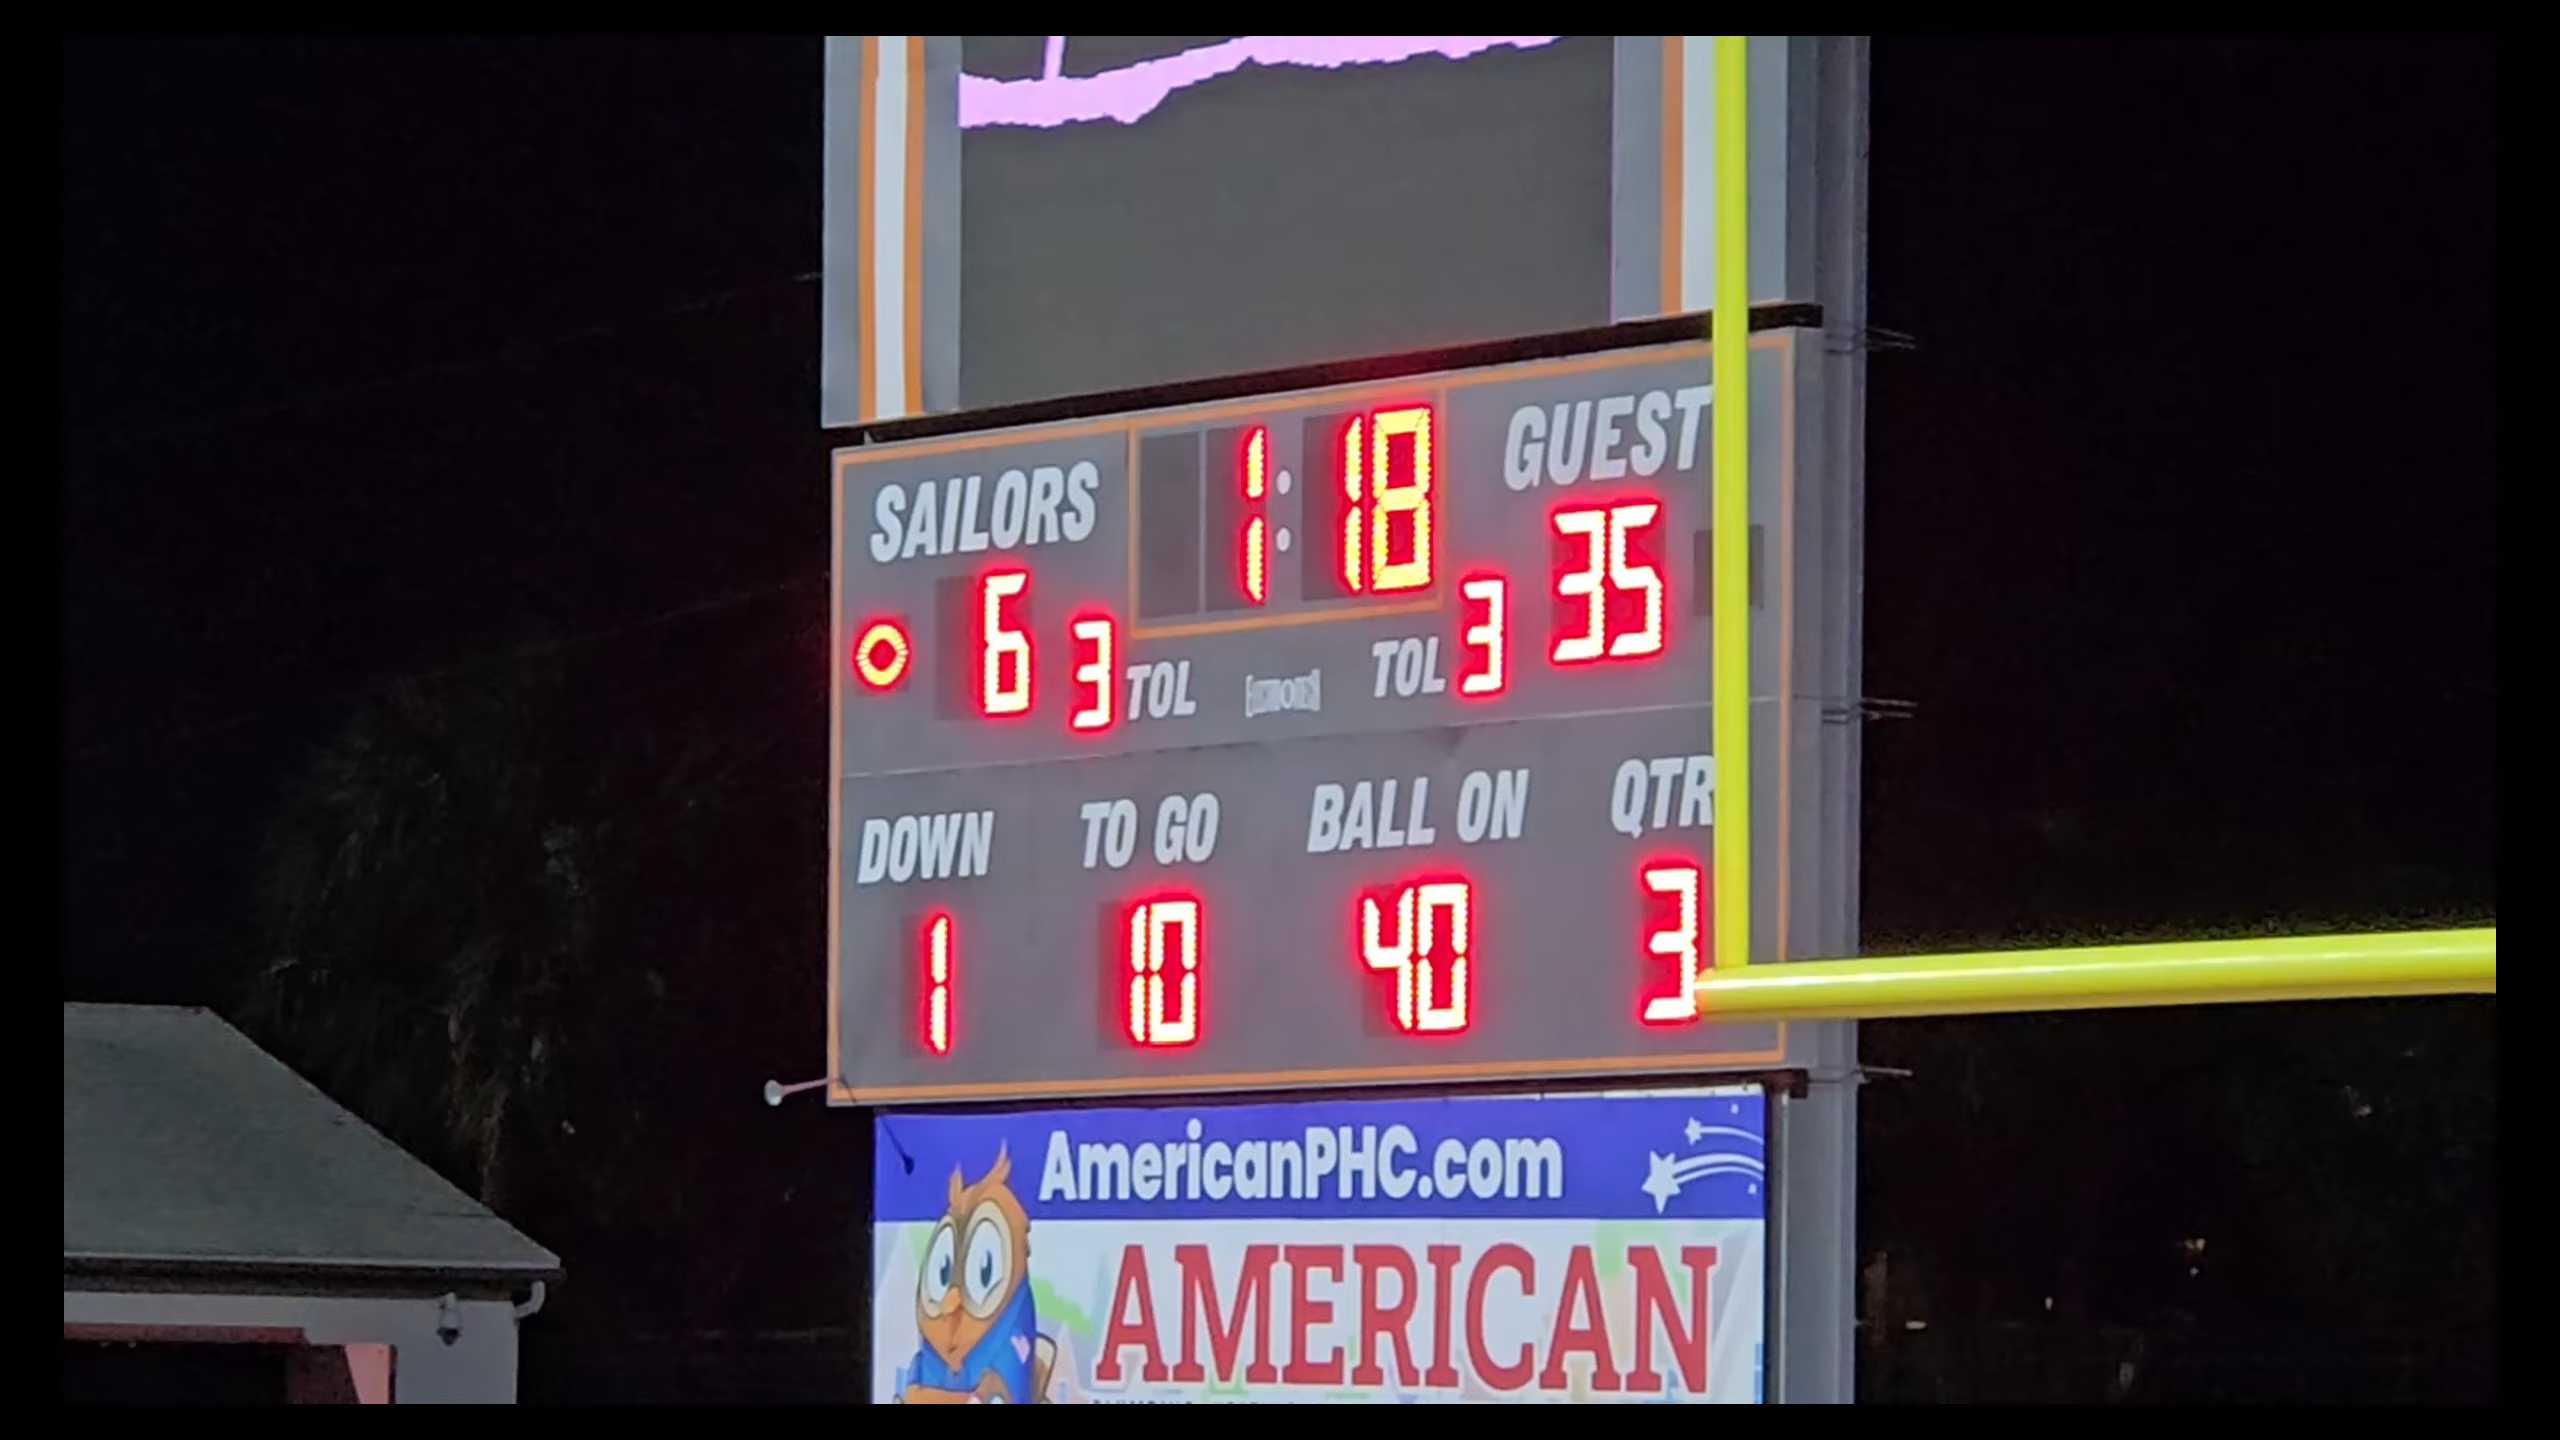 SAILORS 1:18 GUEST
6 3 TOL TOL 3 35
DOWN TO GO BALL ON QTR
1 10 40 3
AmericanPHC.com
AMERICAN